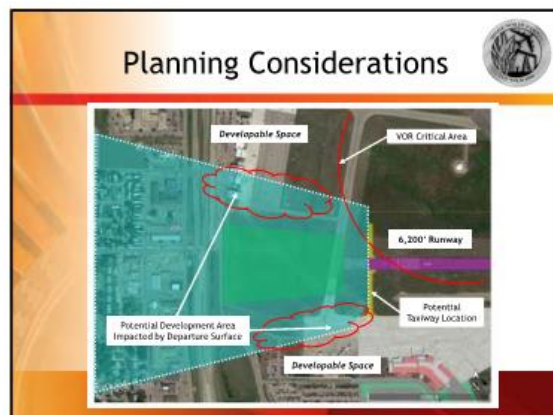 Planning Considerations
Developable Space
VOR Critical Area
6,200' Runway
Potential
Taxiway Location
Potential Development Area
Impacted by Departure Surface
Developable Space